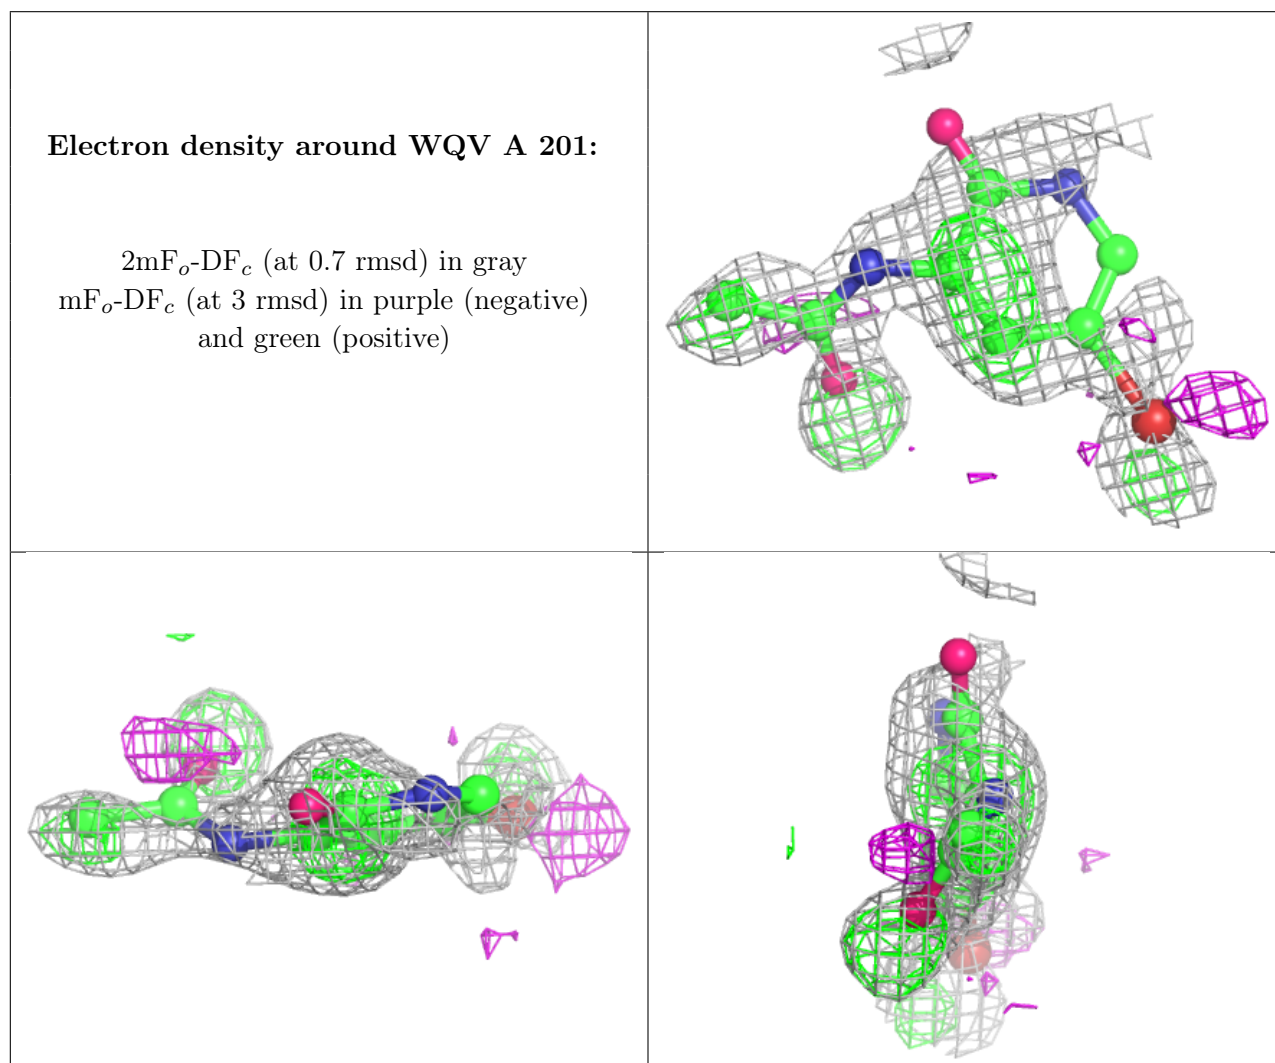 Electron density around WQV A 201:
2mFo-DFc (at 0.7 rmsd) in gray
mFo-DFc (at 3 rmsd) in purple (negative)
and green (positive)